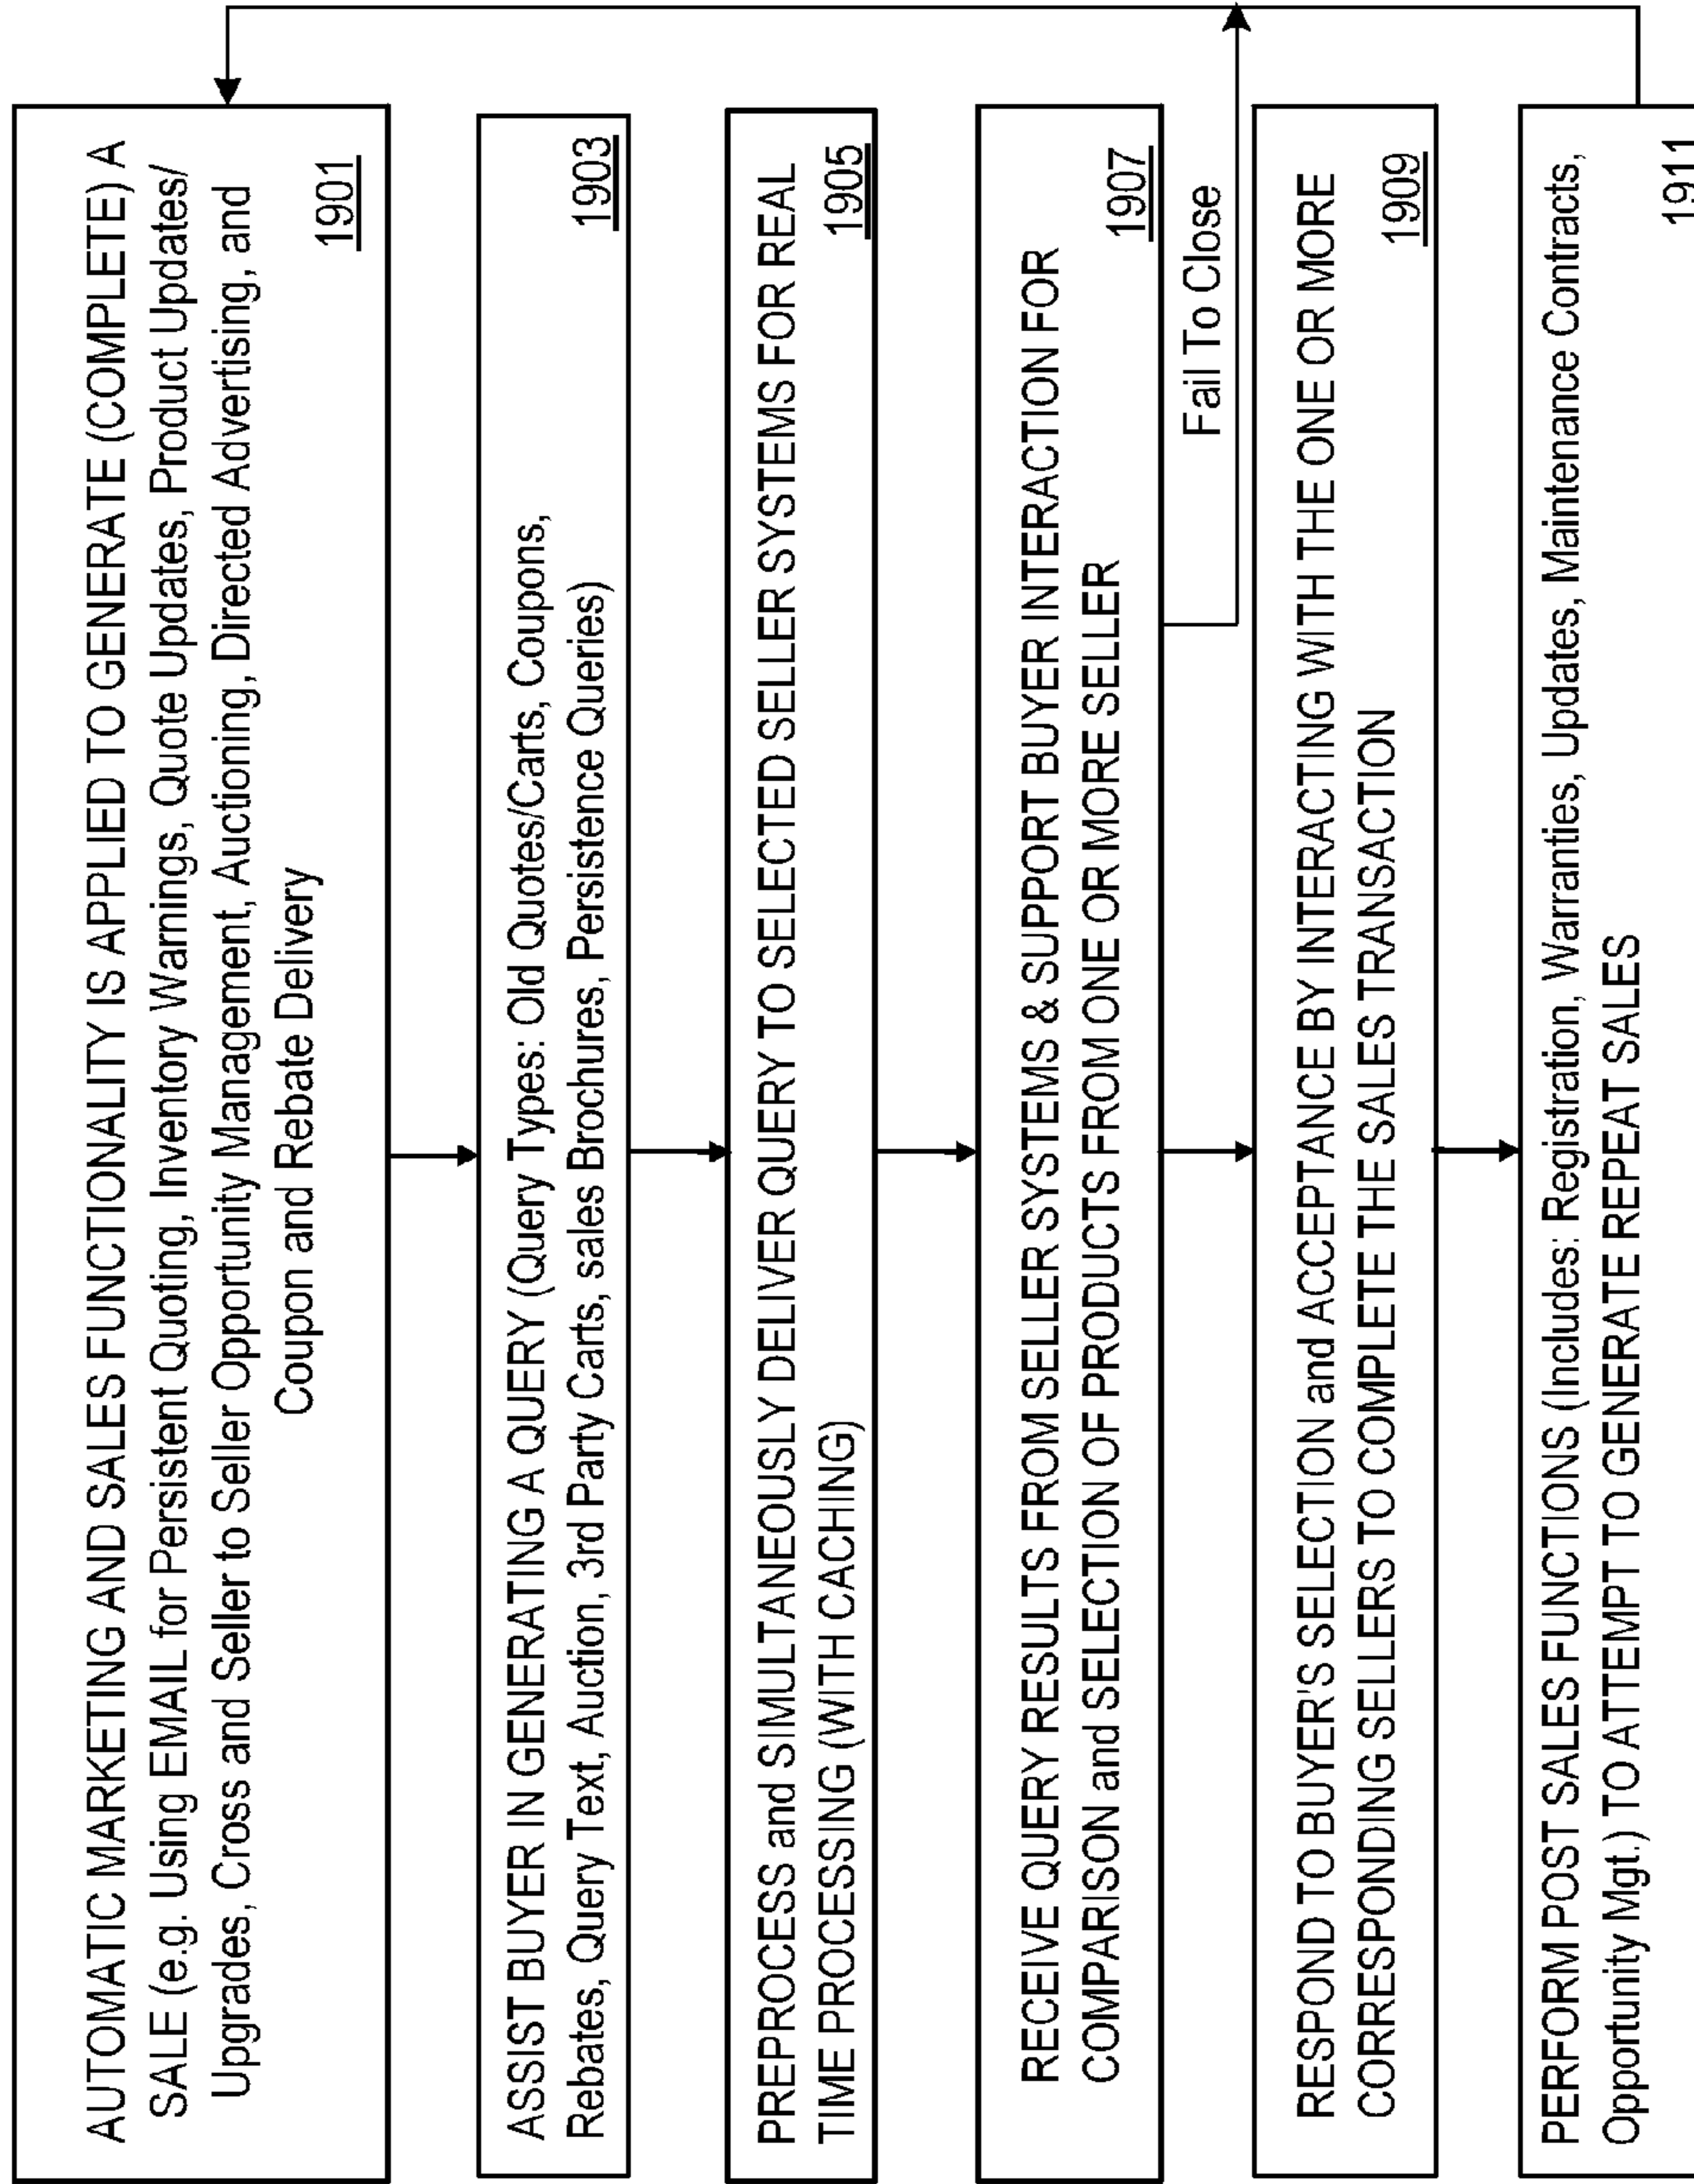 AUTOMATIC MARKETING AND SALES FUNCTIONALITY IS APPLIED TO GENERATE (COMPLETE) A
SALE (e.g. Using EMAIL for Persistent Quoting, Inventory Warnings, Quote Updates, Product Updates/
Upgrades, Cross and Seller to Seller Opportunity Management, Auctioning, Directed Advertising, and
Coupon and Rebate Delivery
1901
ASSIST BUYER IN GENERATING A QUERY (Query Types: Old Quotes/Carts, Coupons,
Rebates, Query Text, Auction, 3rd Party Carts, sales Brochures, Persistence Queries)
1903
PREPROCESS and SIMULTANEOUSLY DELIVER QUERY TO SELECTED SELLER SYSTEMS FOR REAL
TIME PROCESSING (WITH CACHING)
1905
RECEIVE QUERY RESULTS FROM SELLER SYSTEMS & SUPPORT BUYER INTERACTION FOR
COMPARISON and SELECTION OF PRODUCTS FROM ONE OR MORE SELLER
1907
Fail To Close
RESPOND TO BUYER'S SELECTION and ACCEPTANCE BY INTERACTING WITH THE ONE OR MORE
CORRESPONDING SELLERS TO COMPLETE THE SALES TRANSACTION
1909
PERFORM POST SALES FUNCTIONS (Includes: Registration, Warranties, Updates, Maintenance Contracts,
Opportunity Mgt.) TO ATTEMPT TO GENERATE REPEAT SALES
1911